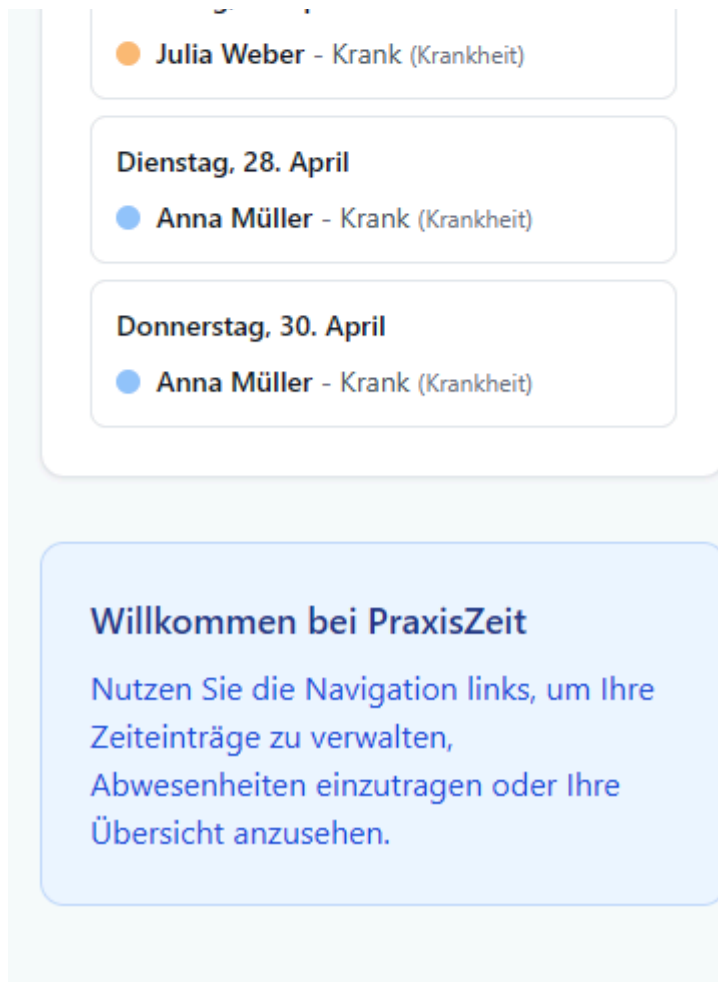 Julia Weber - Krank (Krankheit)
Dienstag, 28. April
Anna Müller - Krank (Krankheit)
Donnerstag, 30. April
Anna Müller - Krank (Krankheit)
Willkommen bei PraxisZeit
Nutzen Sie die Navigation links, um Ihre
Zeiteinträge zu verwalten,
Abwesenheiten einzutragen oder Ihre
Übersicht anzusehen.